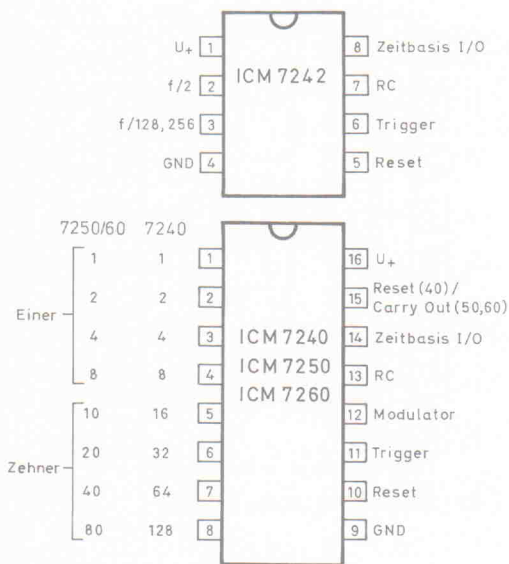 U+ 1 ICM 7242 8 Zeitbasis I/O
f/2 2 7 RC
f/128,256 3 6 Trigger
GND 4 5 Reset
7250/60 7240
1 1 1 16 U+
2 2 2 15 Reset (40)/
Carry Out (50,60)
Einer
4 4 3 ICM 7240 14 Zeitbasis I/O
ICM 7250
8 8 4 13 RC
ICM 7260
10 16 5 12 Modulator
20 32 6 11 Trigger
Zehner
40 64 7 10 Reset
80 128 8 9 GND